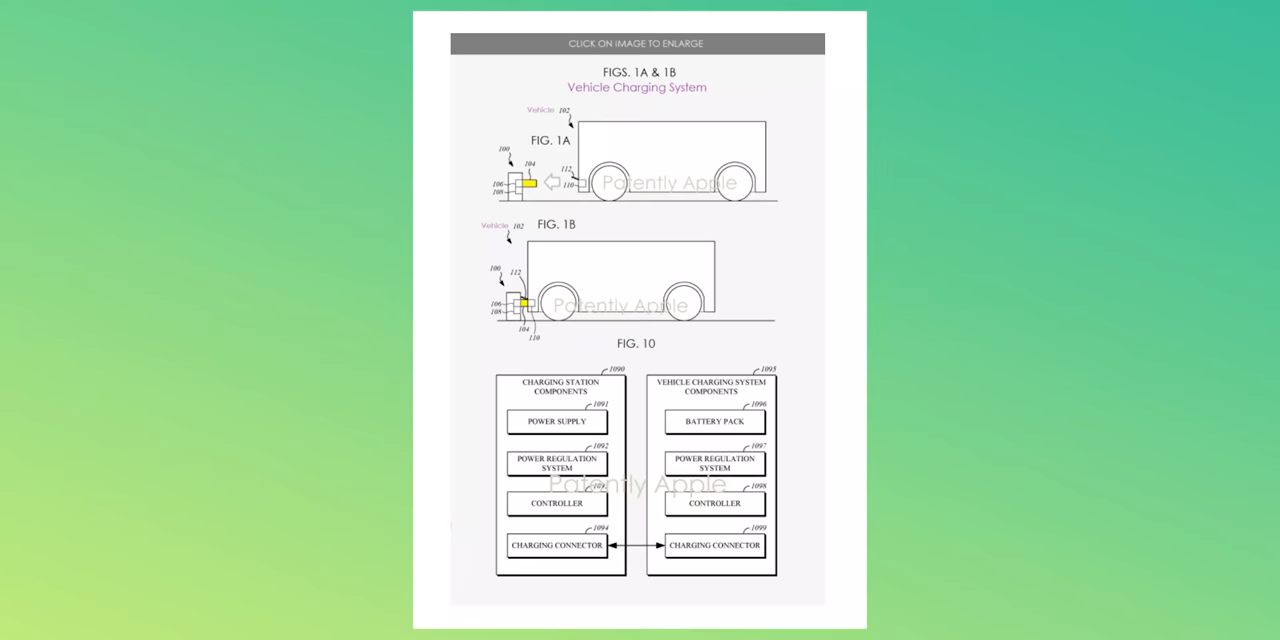 CLICK ON IMAGE TO ENLARGE
FIGS. 1A & 1B
Vehicle Charging System
Vehicle 102
FIG. 1A
100
104
112
106
110
108
Patently Apple
Vehicle 102
FIG. 1B
100
112
106
108
104
110
Patently Apple
FIG. 10
1090
1095
CHARGING STATION
COMPONENTS
VEHICLE CHARGING SYSTEM
COMPONENTS
1091
1096
POWER SUPPLY
BATTERY PACK
1092
1097
POWER REGULATION
SYSTEM
POWER REGULATION
SYSTEM
Patently Apple
1098
CONTROLLER
CONTROLLER
1094
1099
CHARGING CONNECTOR
CHARGING CONNECTOR